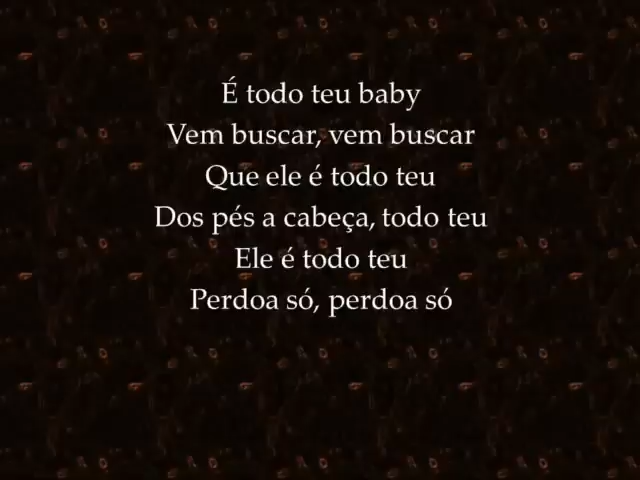 É todo teu baby
Vem buscar, vem buscar
Que ele é todo teu
Dos pés a cabeça, todo teu
Ele é todo teu
Perdoa só, perdoa só